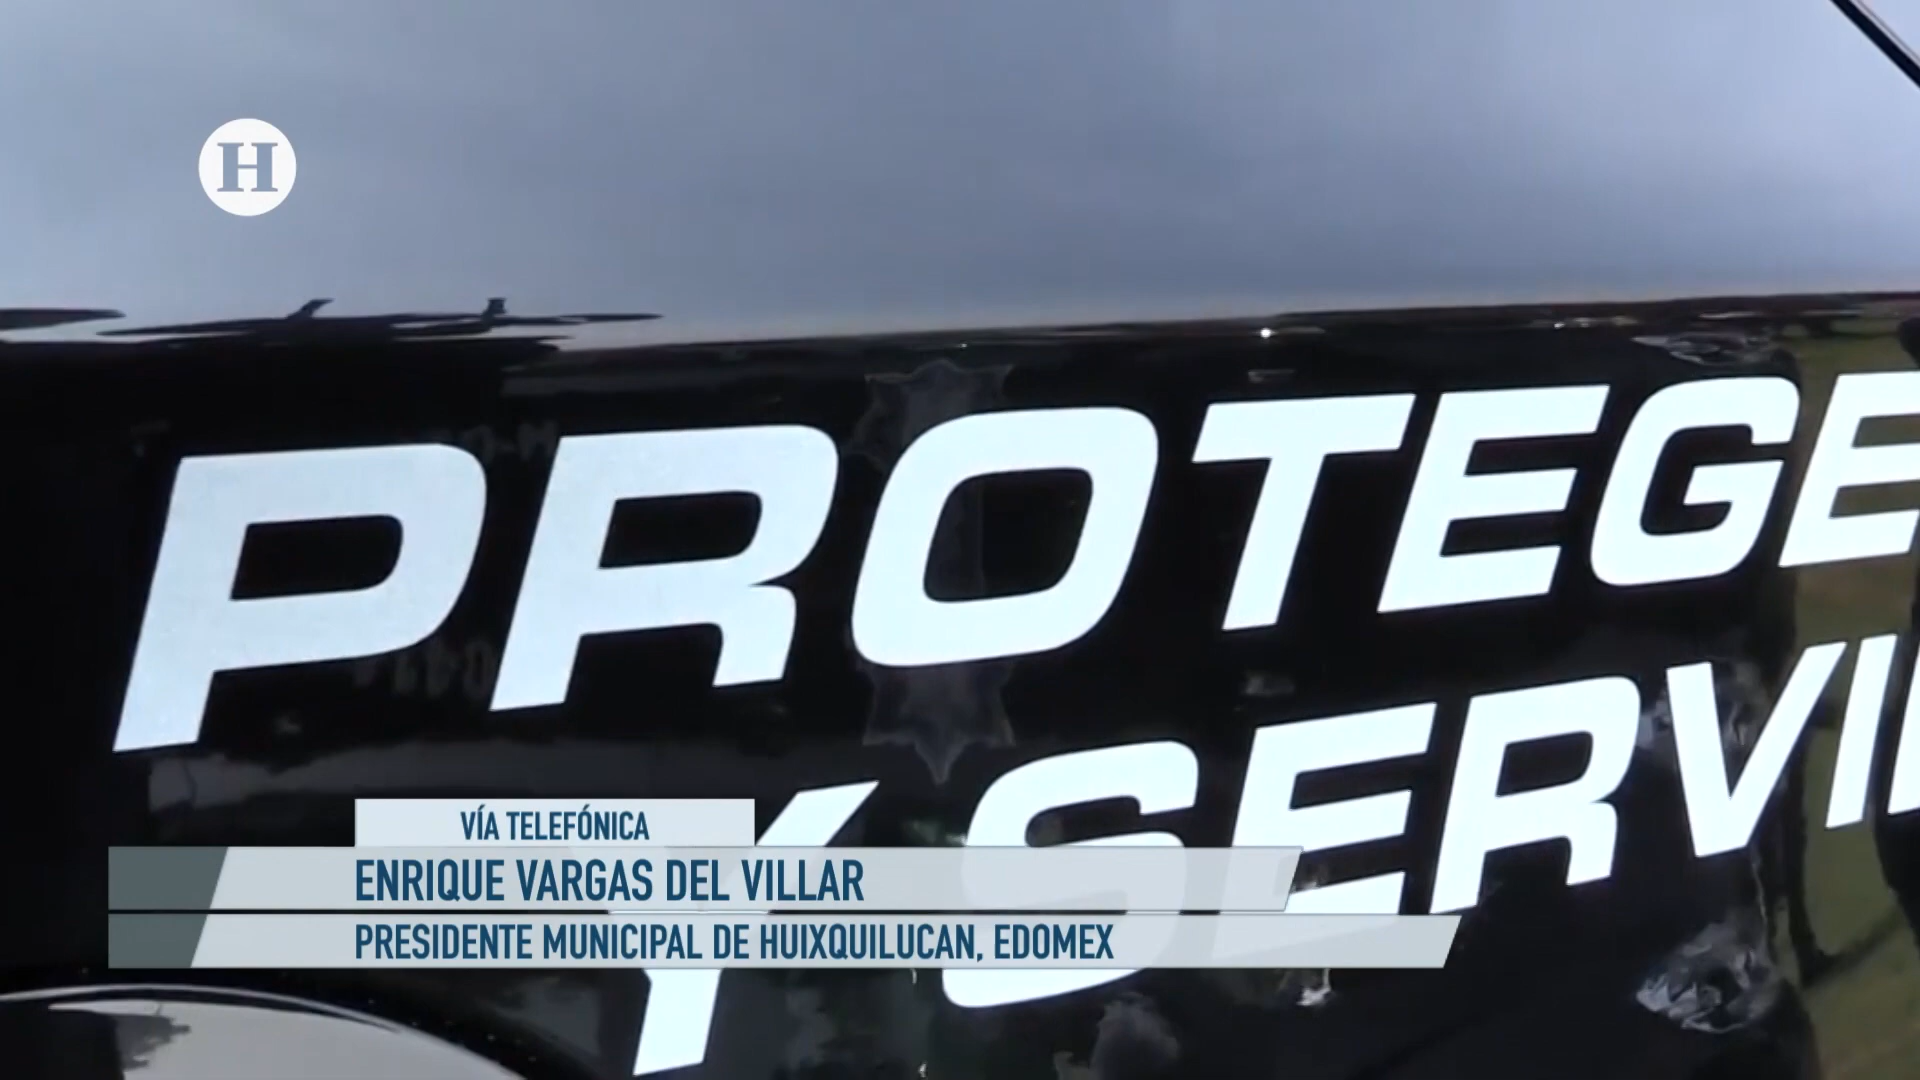 H
PROTEGE
Y SERVI
VÍA TELEFÓNICA
ENRIQUE VARGAS DEL VILLAR
PRESIDENTE MUNICIPAL DE HUIXQUILUCAN, EDOMEX